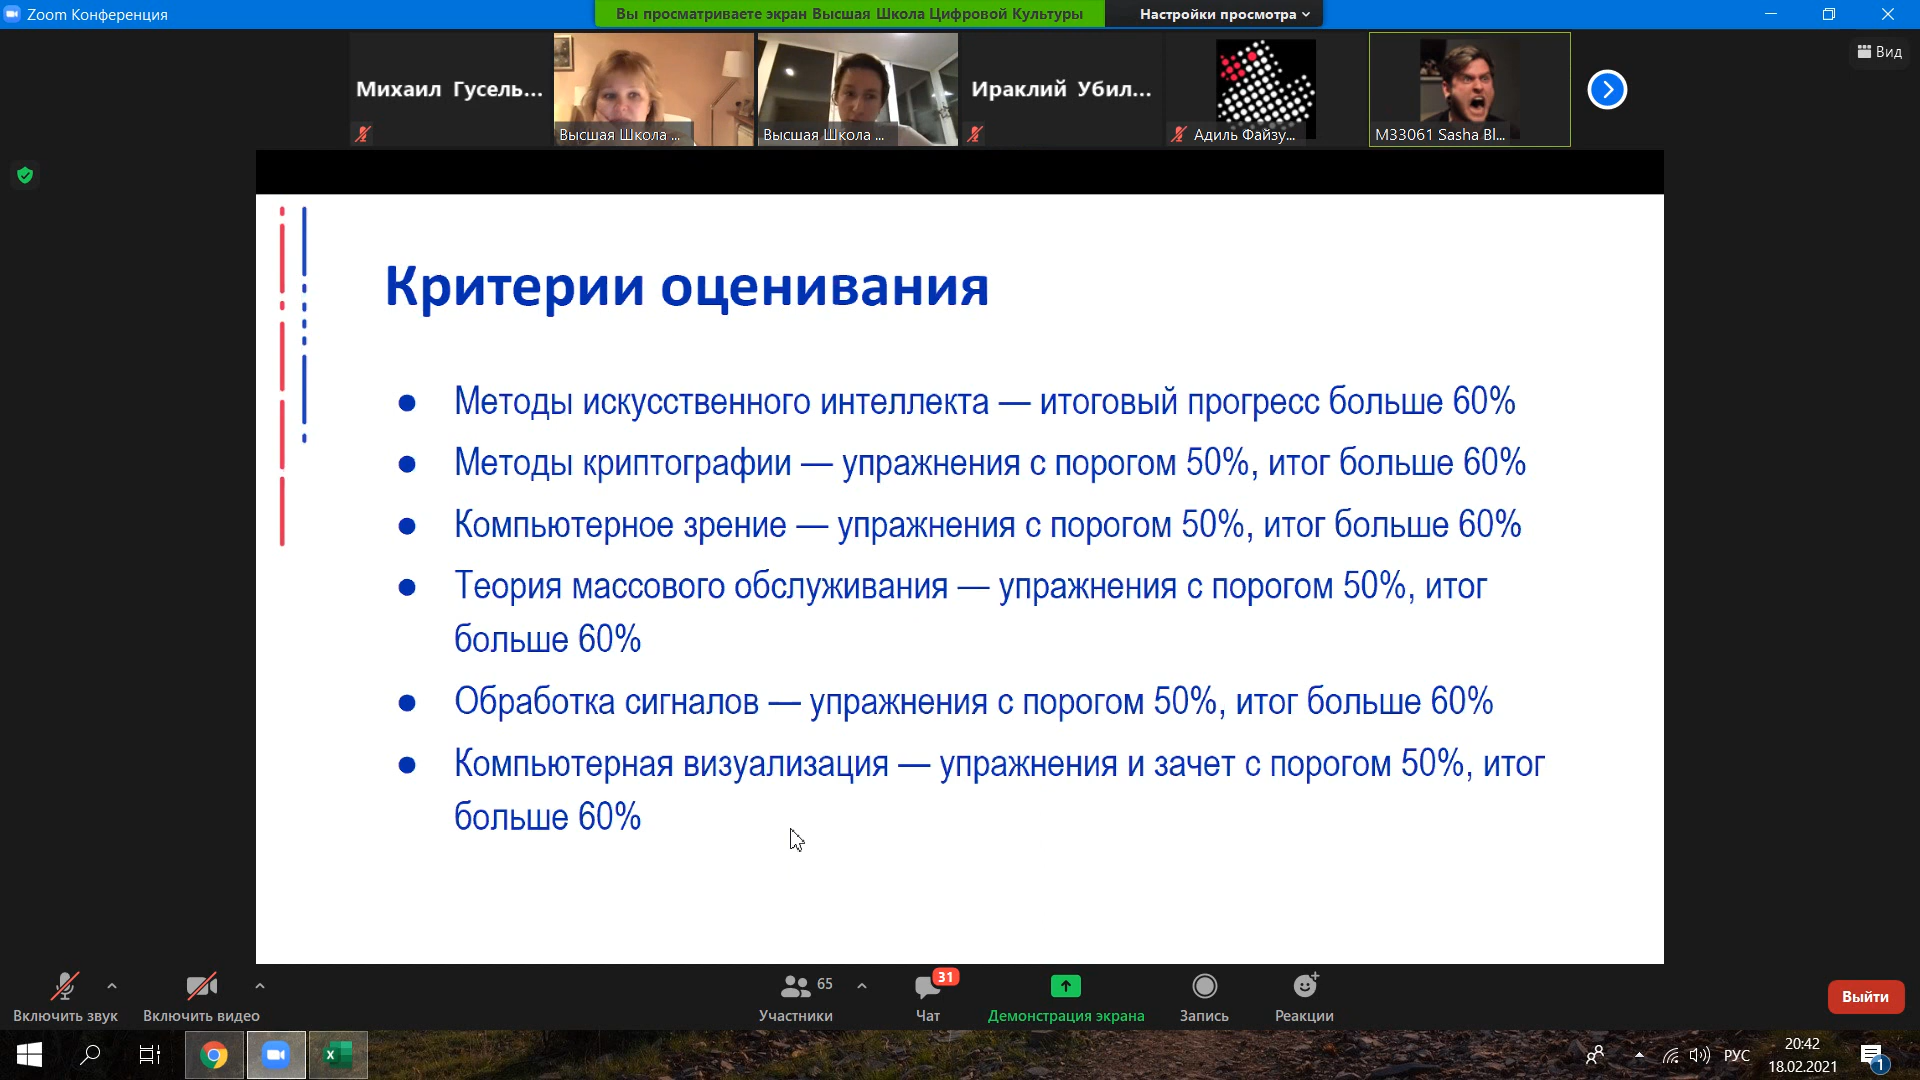 Zoom Конференция
Вы просматриваете экран Высшая Школа Цифровой Культуры
Настройки просмотра
Вид
Михаил Гусель...
Высшая Школа ...
Высшая Школа ...
Ираклий Убил...
Адиль Файзу...
M33061 Sasha Bl...
Критерии оценивания
Методы искусственного интеллекта — итоговый прогресс больше 60%
Методы криптографии — упражнения с порогом 50%, итог больше 60%
Компьютерное зрение — упражнения с порогом 50%, итог больше 60%
Теория массового обслуживания — упражнения с порогом 50%, итог
больше 60%
Обработка сигналов — упражнения с порогом 50%, итог больше 60%
Компьютерная визуализация — упражнения и зачет с порогом 50%, итог
больше 60%
Включить звук
Включить видео
65
Участники
31
Чат
Демонстрация экрана
Запись
Реакции
Выйти
РУС
20:42
18.02.2021
1